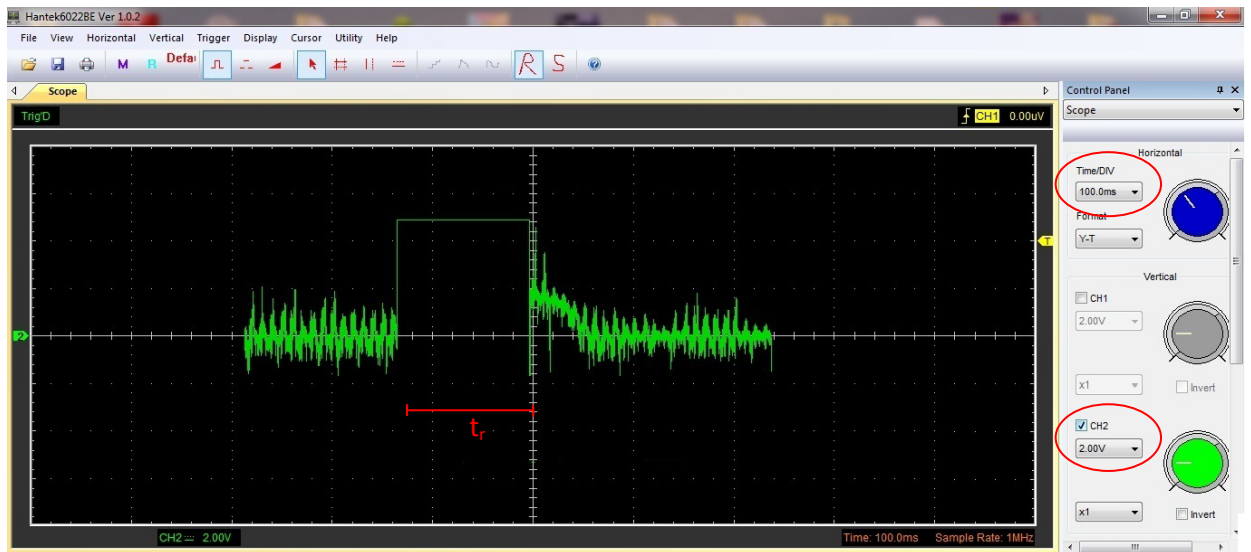 Hantek6022BE Ver 1.0.2
File View Horizontal Vertical Trigger Display Cursor Utility Help
M R Defau R S
Scope
Trig'D
CH1 0.00uV
T
2
tr
CH2 2.00V
Time: 100.0ms Sample Rate: 1MHz
Control Panel
Scope
Horizontal
Time/DIV
100.0ms
Format
Y-T
Vertical
CH1
2.00V
x1
Invert
CH2
2.00V
x1
Invert